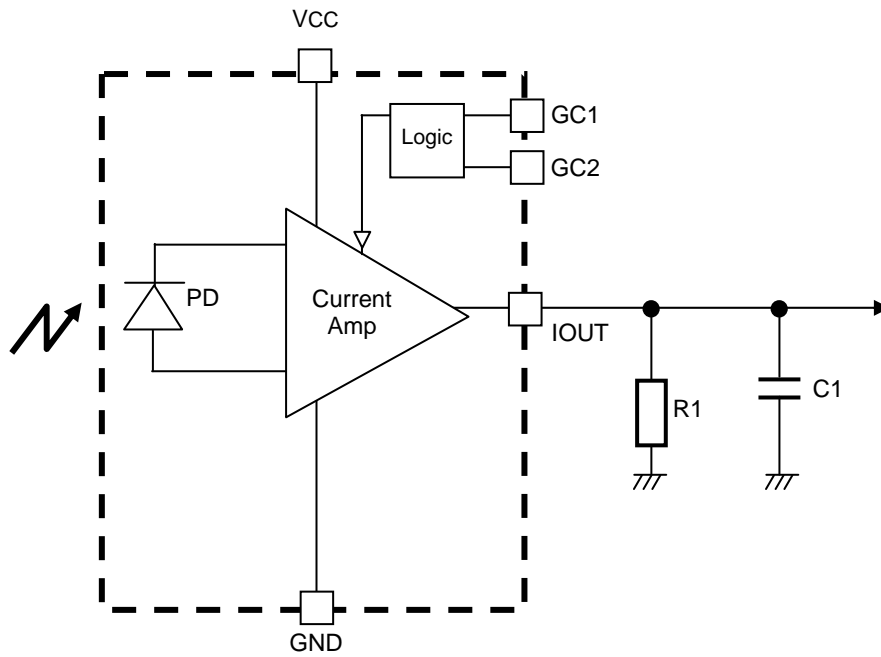 VCC
GC1
Logic
GC2
PD
Current
Amp
IOUT
R1
C1
GND